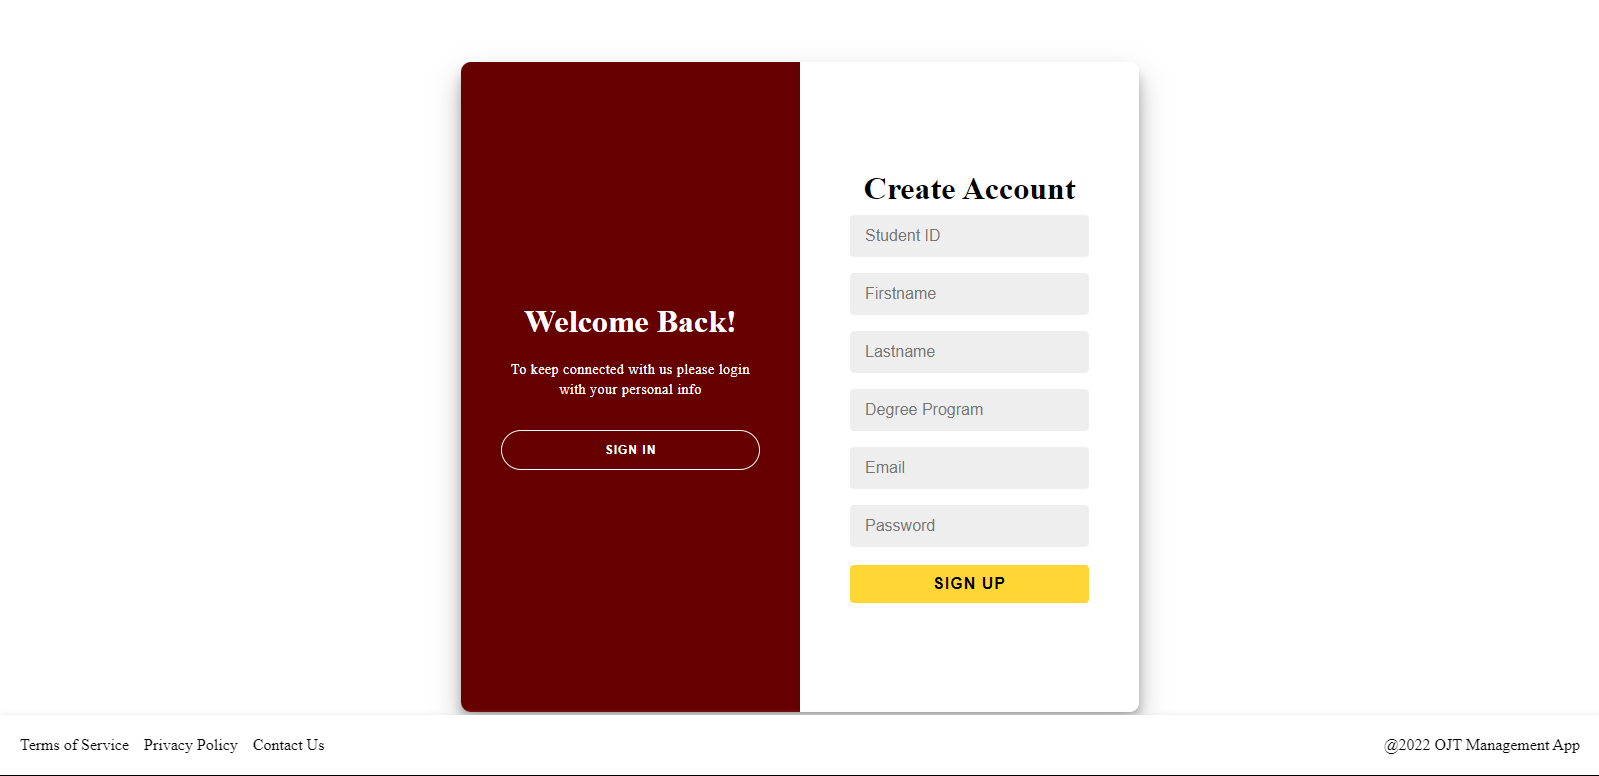 Welcome Back!
To keep connected with us please login
with your personal info
SIGN IN
Create Account
Student ID
Firstname
Lastname
Degree Program
Email
Password
SIGN UP
Terms of Service Privacy Policy Contact Us
@2022 OJT Management App